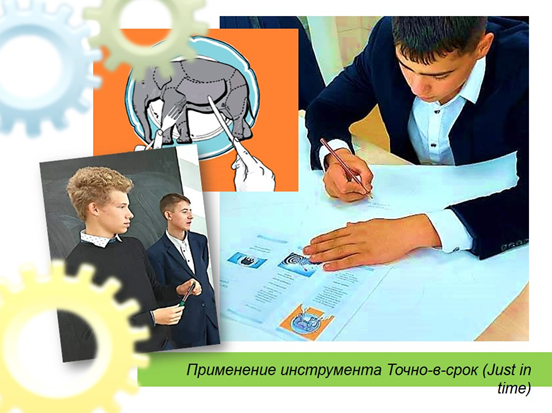 Применение инструмента Точно-в-срок (Just in
time)